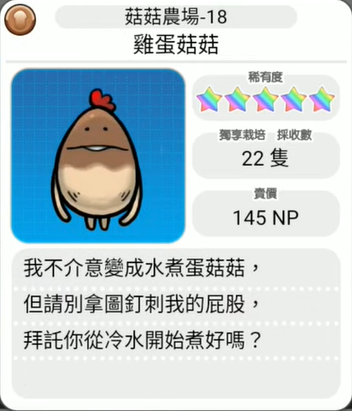 菇菇農場-18
雞蛋菇菇
稀有度
獨享栽培 採收數
22 隻
賣價
145 NP
我不介意變成水煮蛋菇菇，
但請別拿圖釘刺我的屁股，
拜託你從冷水開始煮好嗎？